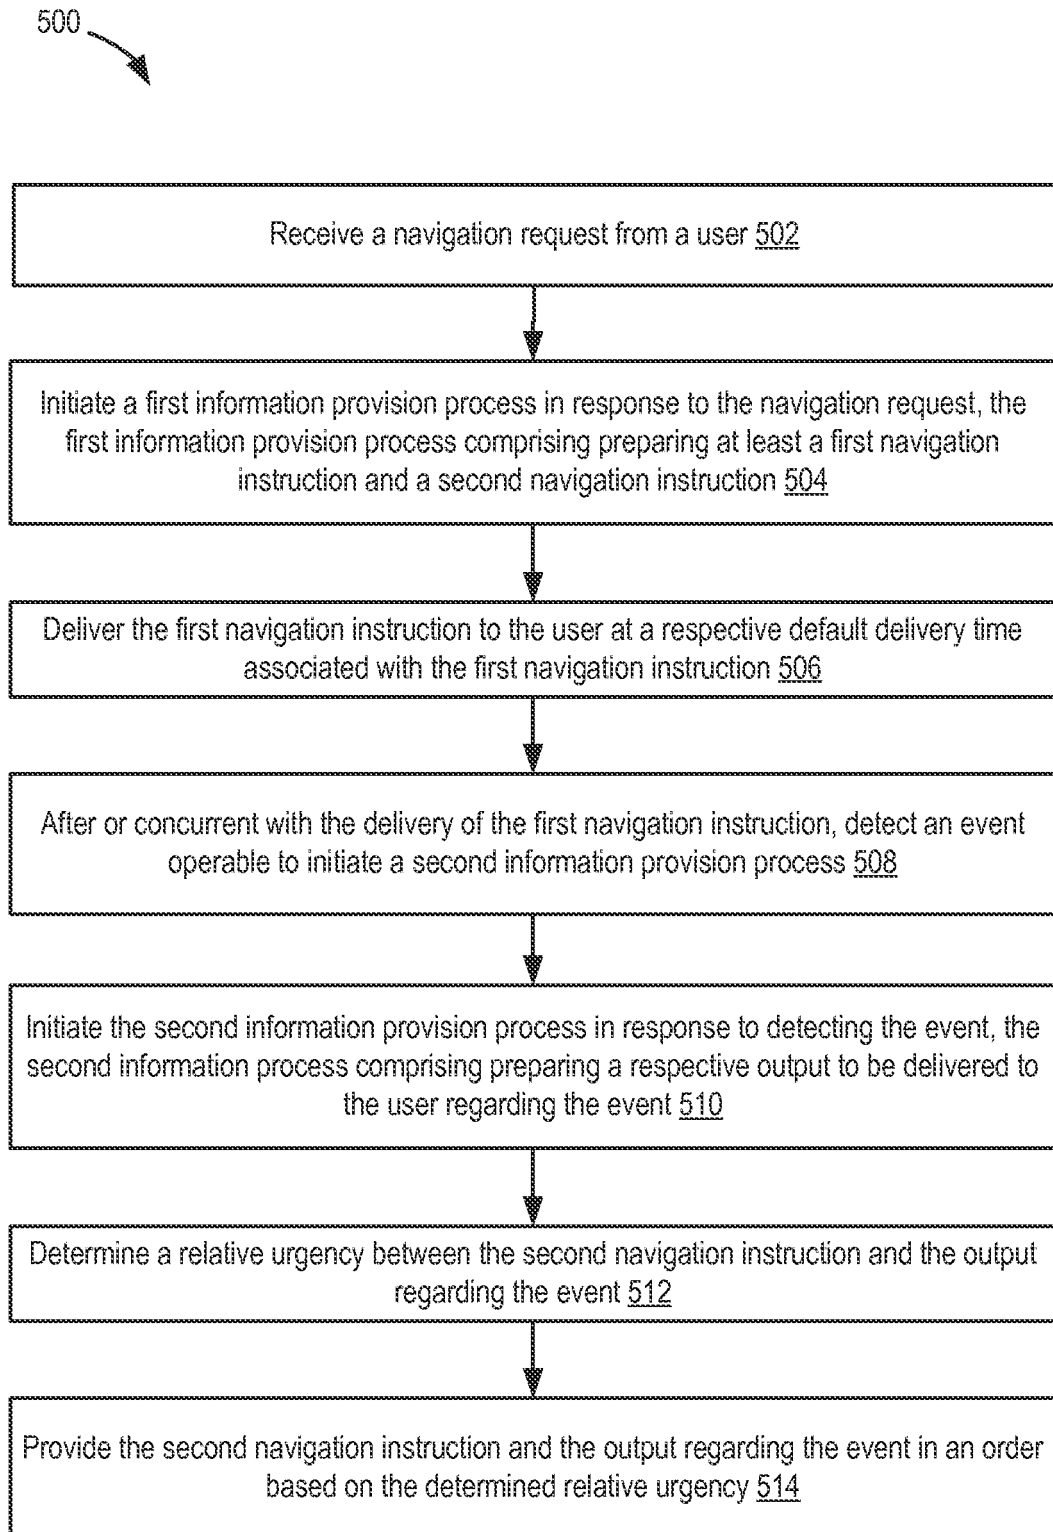 500
Receive a navigation request from a user 502
Initiate a first information provision process in response to the navigation request, the
first information provision process comprising preparing at least a first navigation
instruction and a second navigation instruction 504
Deliver the first navigation instruction to the user at a respective default delivery time
associated with the first navigation instruction 506
After or concurrent with the delivery of the first navigation instruction, detect an event
operable to initiate a second information provision process 508
Initiate the second information provision process in response to detecting the event, the
second information process comprising preparing a respective output to be delivered to
the user regarding the event 510
Determine a relative urgency between the second navigation instruction and the output
regarding the event 512
Provide the second navigation instruction and the output regarding the event in an order
based on the determined relative urgency 514